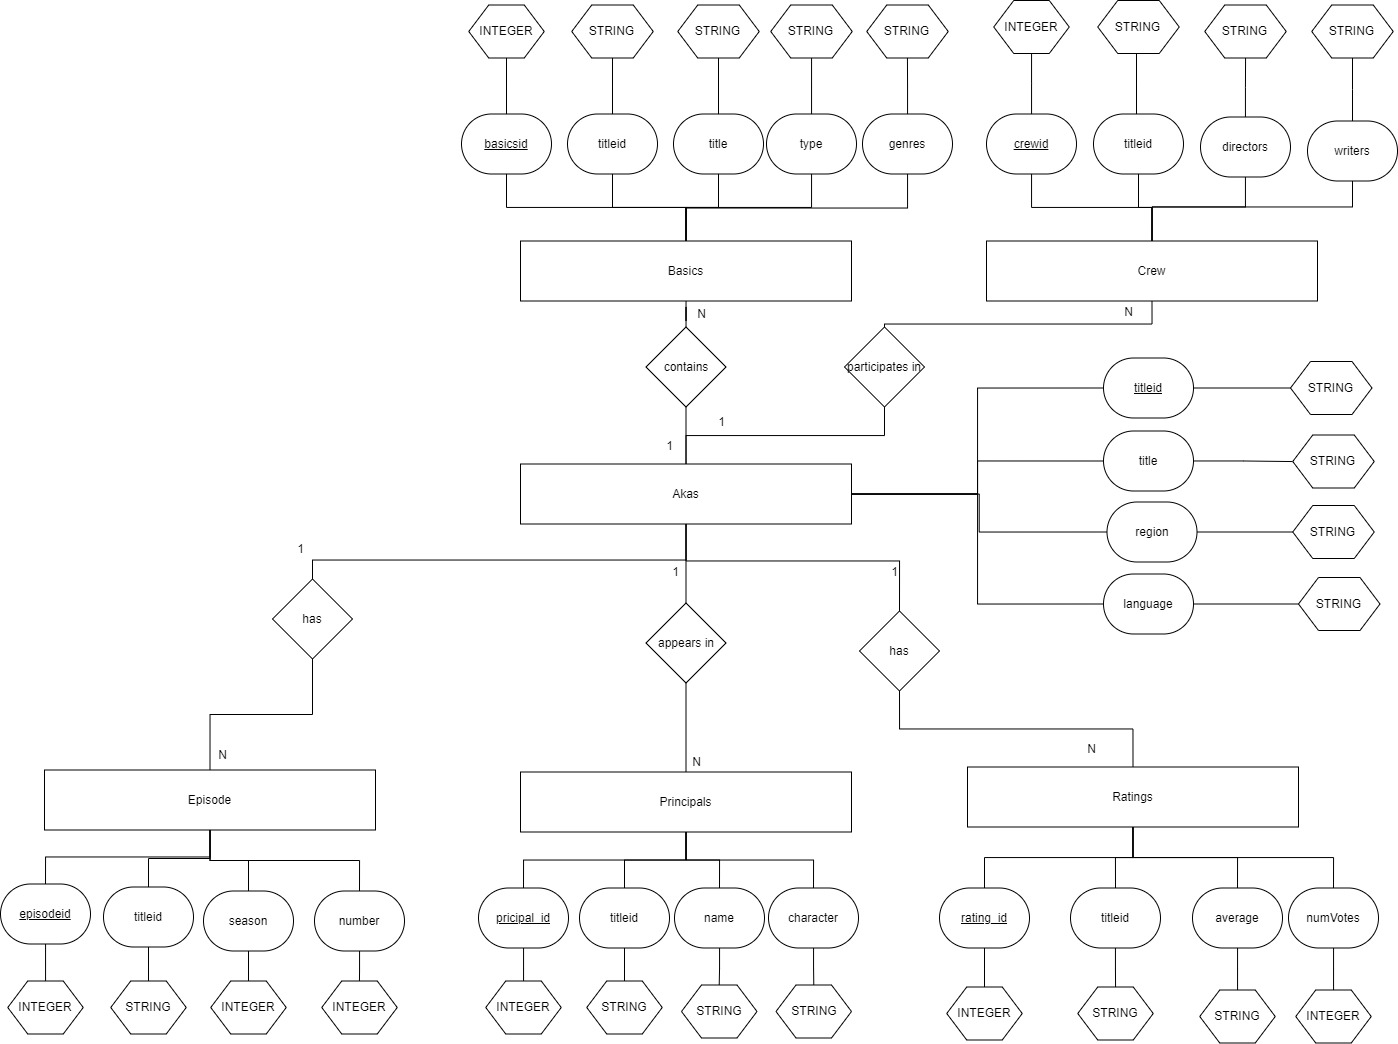 INTEGER STRING STRING STRING STRING INTEGER STRING STRING STRING
basicsid titleid title type genres crewid titleid directors writers
Basics Crew
N N
contains participates in
titleid STRING
1
1
title STRING
Akas
region STRING
1 1 1
language STRING
has appears in has
N N N
Episode Principals Ratings
episodeid titleid season number pricipal_id titleid name character rating_id titleid average numVotes
INTEGER STRING INTEGER INTEGER INTEGER STRING STRING STRING INTEGER STRING STRING INTEGER